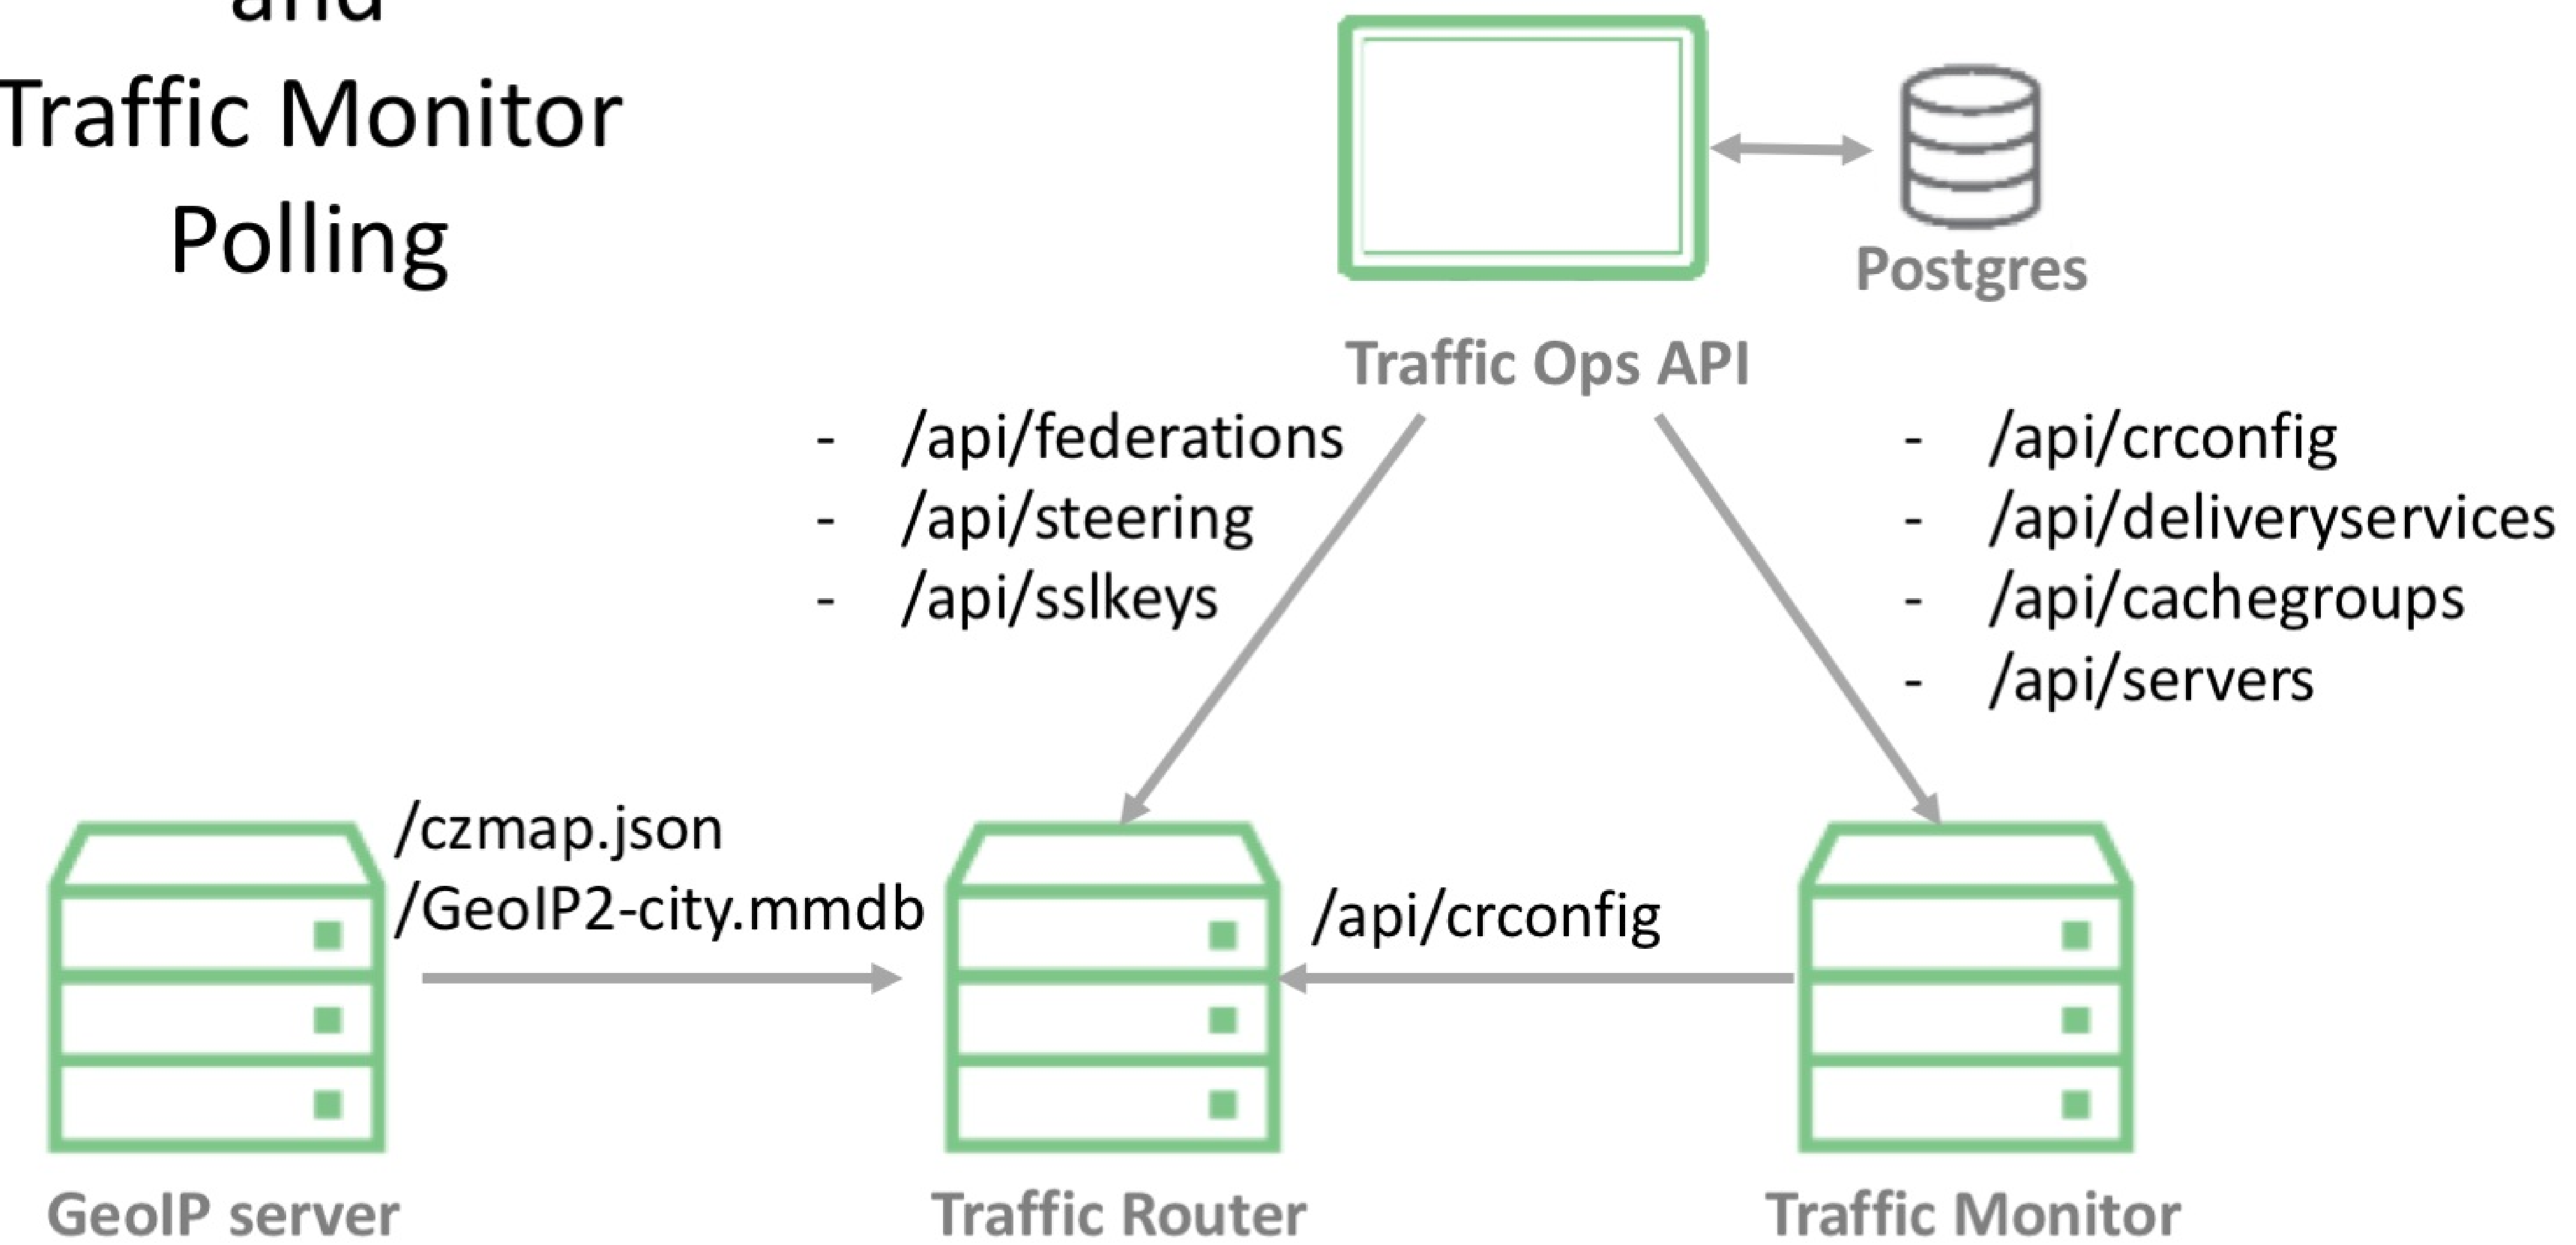 and
Traffic Monitor
Polling
Postgres
Traffic Ops API
- /api/federations
- /api/steering
- /api/sslkeys
- /api/crconfig
- /api/deliveryservices
- /api/cachegroups
- /api/servers
/czmap.json
/GeoIP2-city.mmdb
/api/crconfig
GeoIP server
Traffic Router
Traffic Monitor